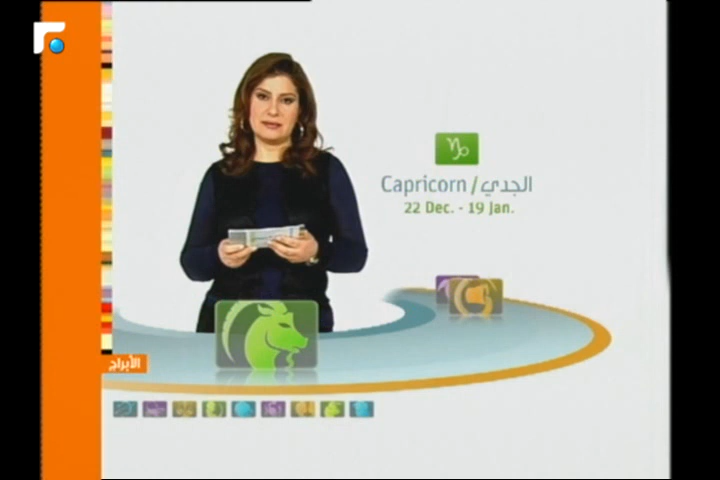 Capricorn / الجدي
22 Dec. - 19 Jan.
الأبراج